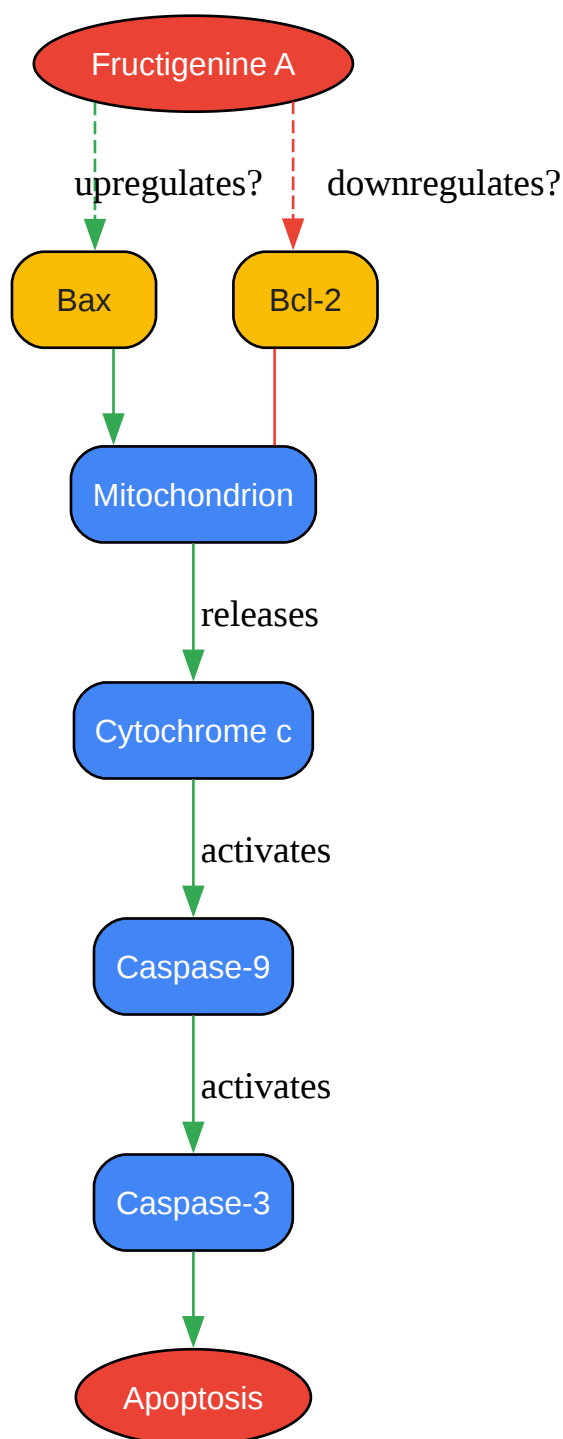 Fructigenine A
upregulates?
downregulates?
Bax
Bcl-2
Mitochondrion
releases
Cytochrome c
activates
Caspase-9
activates
Caspase-3
Apoptosis